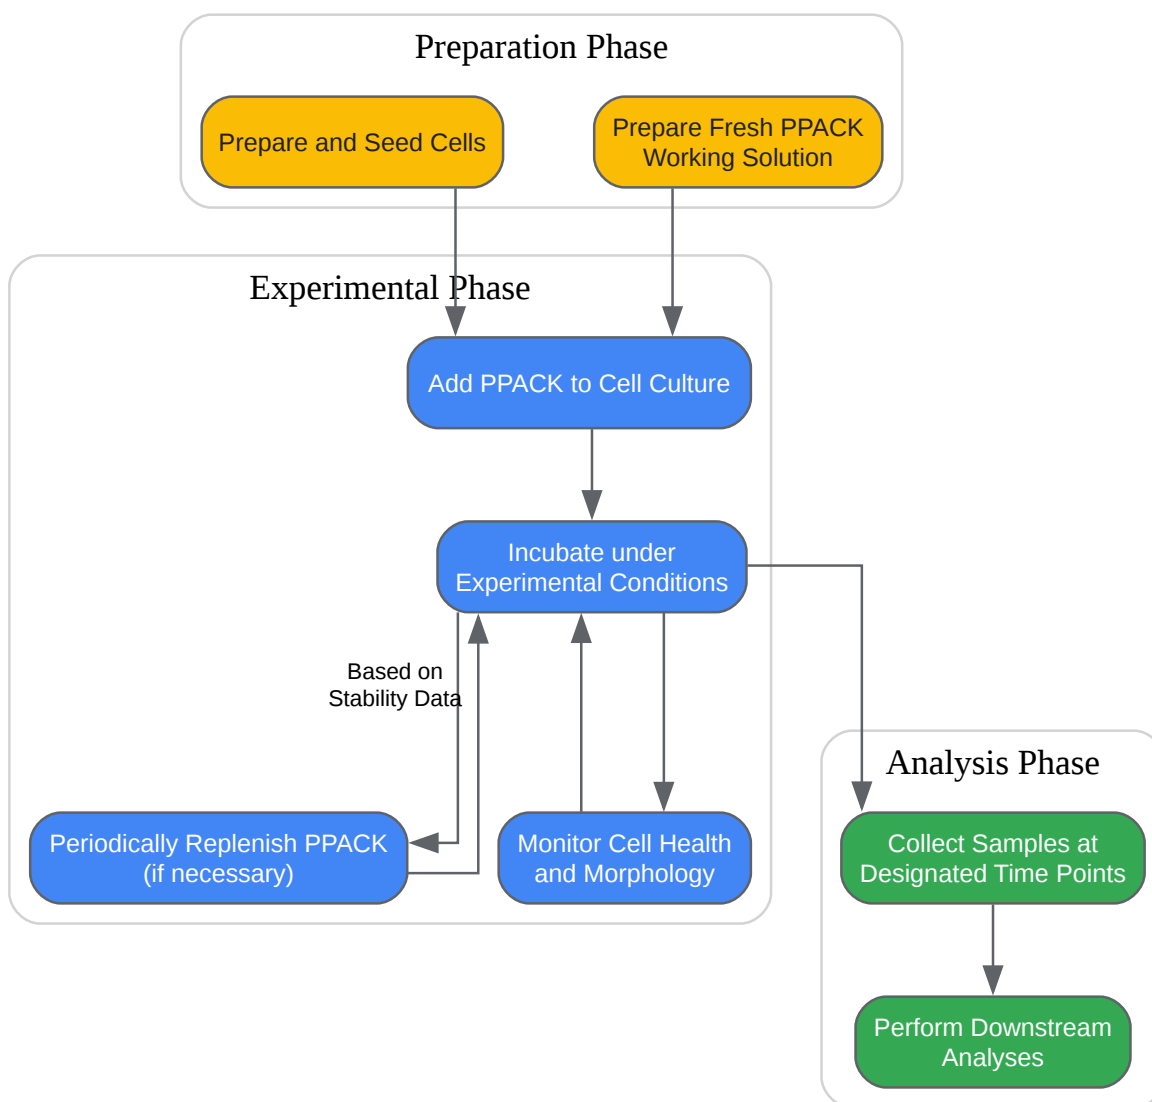 Preparation Phase
Prepare and Seed Cells
Prepare Fresh PPACK
Working Solution
Experimental Phase
Add PPACK to Cell Culture
Incubate under
Experimental Conditions
Based on
Stability Data
Periodically Replenish PPACK
(if necessary)
Monitor Cell Health
and Morphology
Analysis Phase
Collect Samples at
Designated Time Points
Perform Downstream
Analyses